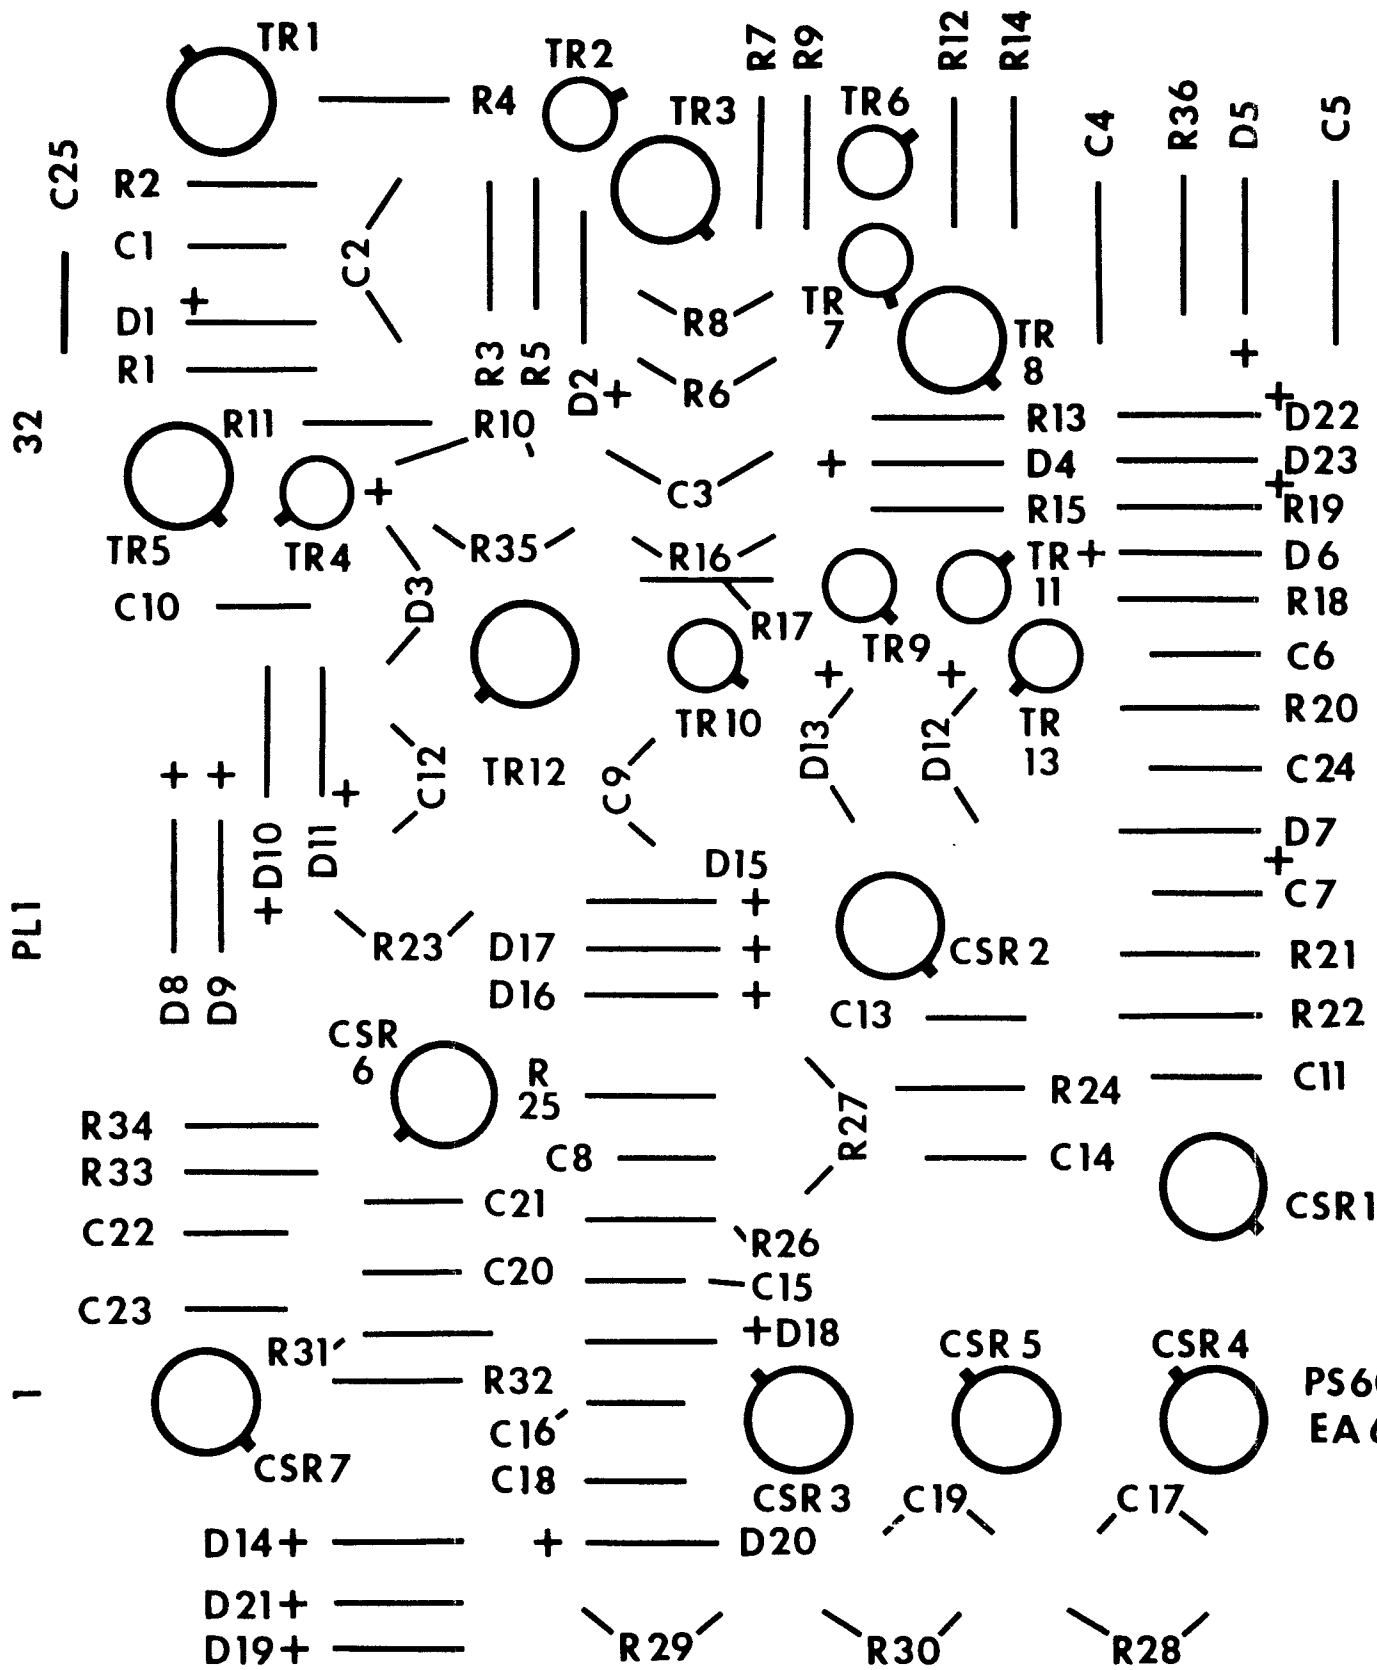 TR1
TR2
R7
R9
R12
R14
R4
TR3
TR6
C4
R36
D5
C5
C25
R2
C1
C2
TR
7
D1
+
R8
TR
8
R1
R3
R5
D2
+
R6
+
32
R11
R10
R13
+
D22
+
C3
+
D4
D23
+
R15
R19
TR5
TR4
R35
R16
TR
11
+
D6
C10
D3
R17
TR9
R18
+
+
C6
TR10
D13
D12
TR
13
R20
+
+
+
C12
TR12
C9
C24
D10
D11
D7
+
PL1
+
D15
+
C7
R23
D17
+
CSR2
R21
D8
D9
D16
+
C13
R22
CSR
6
R
25
R27
R24
C11
R34
C8
C14
R33
C21
CSR1
C22
R26
C20
C15
C23
R31
+D18
CSR5
CSR4
1
R32
C16
CSR7
C18
CSR3
C19
C17
D14+
+
D20
D21+
D19+
R29
R30
R28